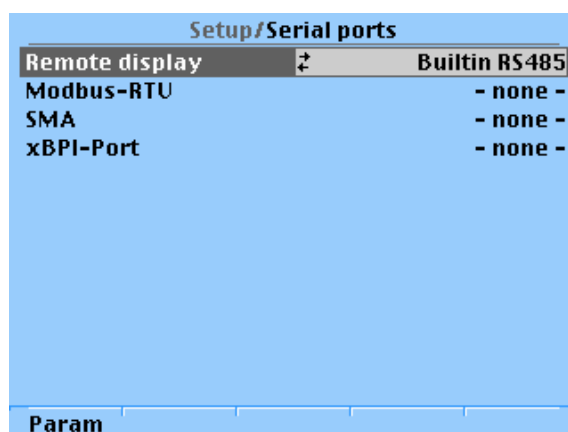 Setup/Serial ports
Remote display Builtin RS485
Modbus-RTU - none -
SMA - none -
xBPI-Port - none -
Param